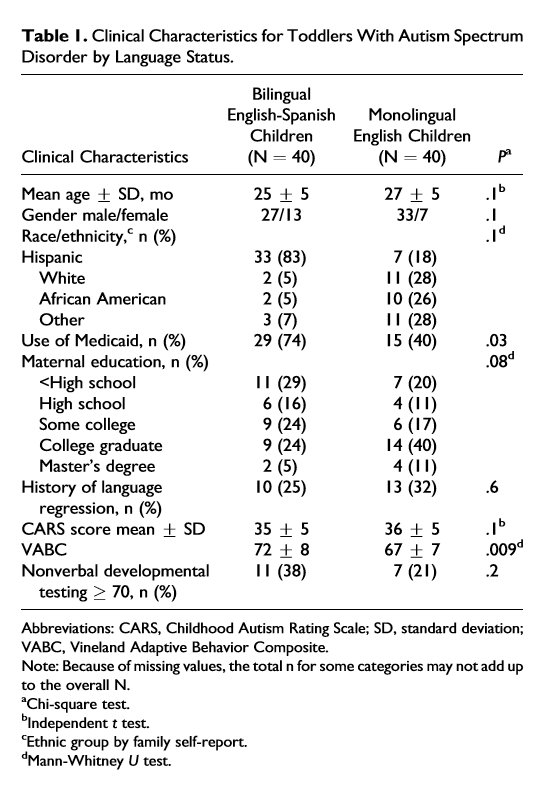 Table 1. Clinical Characteristics for Toddlers With Autism Spectrum
Disorder by Language Status.
Bilingual
English-Spanish Monolingual
Children English Children
Clinical Characteristics (N = 40) (N = 40) Pa
Mean age ± SD, mo 25 ± 5 27 ± 5 .1b
Gender male/female 27/13 33/7 .1
Race/ethnicity,c n (%) .1d
Hispanic 33 (83) 7 (18)
White 2 (5) 11 (28)
African American 2 (5) 10 (26)
Other 3 (7) 11 (28)
Use of Medicaid, n (%) 29 (74) 15 (40) .03
Maternal education, n (%) .08d
<High school 11 (29) 7 (20)
High school 6 (16) 4 (11)
Some college 9 (24) 6 (17)
College graduate 9 (24) 14 (40)
Master's degree 2 (5) 4 (11)
History of language 10 (25) 13 (32) .6
regression, n (%)
CARS score mean ± SD 35 ± 5 36 ± 5 .1b
VABC 72 ± 8 67 ± 7 .009d
Nonverbal developmental 11 (38) 7 (21) .2
testing ≥ 70, n (%)
Abbreviations: CARS, Childhood Autism Rating Scale; SD, standard deviation;
VABC, Vineland Adaptive Behavior Composite.
Note: Because of missing values, the total n for some categories may not add up
to the overall N.
aChi-square test.
bIndependent t test.
cEthnic group by family self-report.
dMann-Whitney U test.